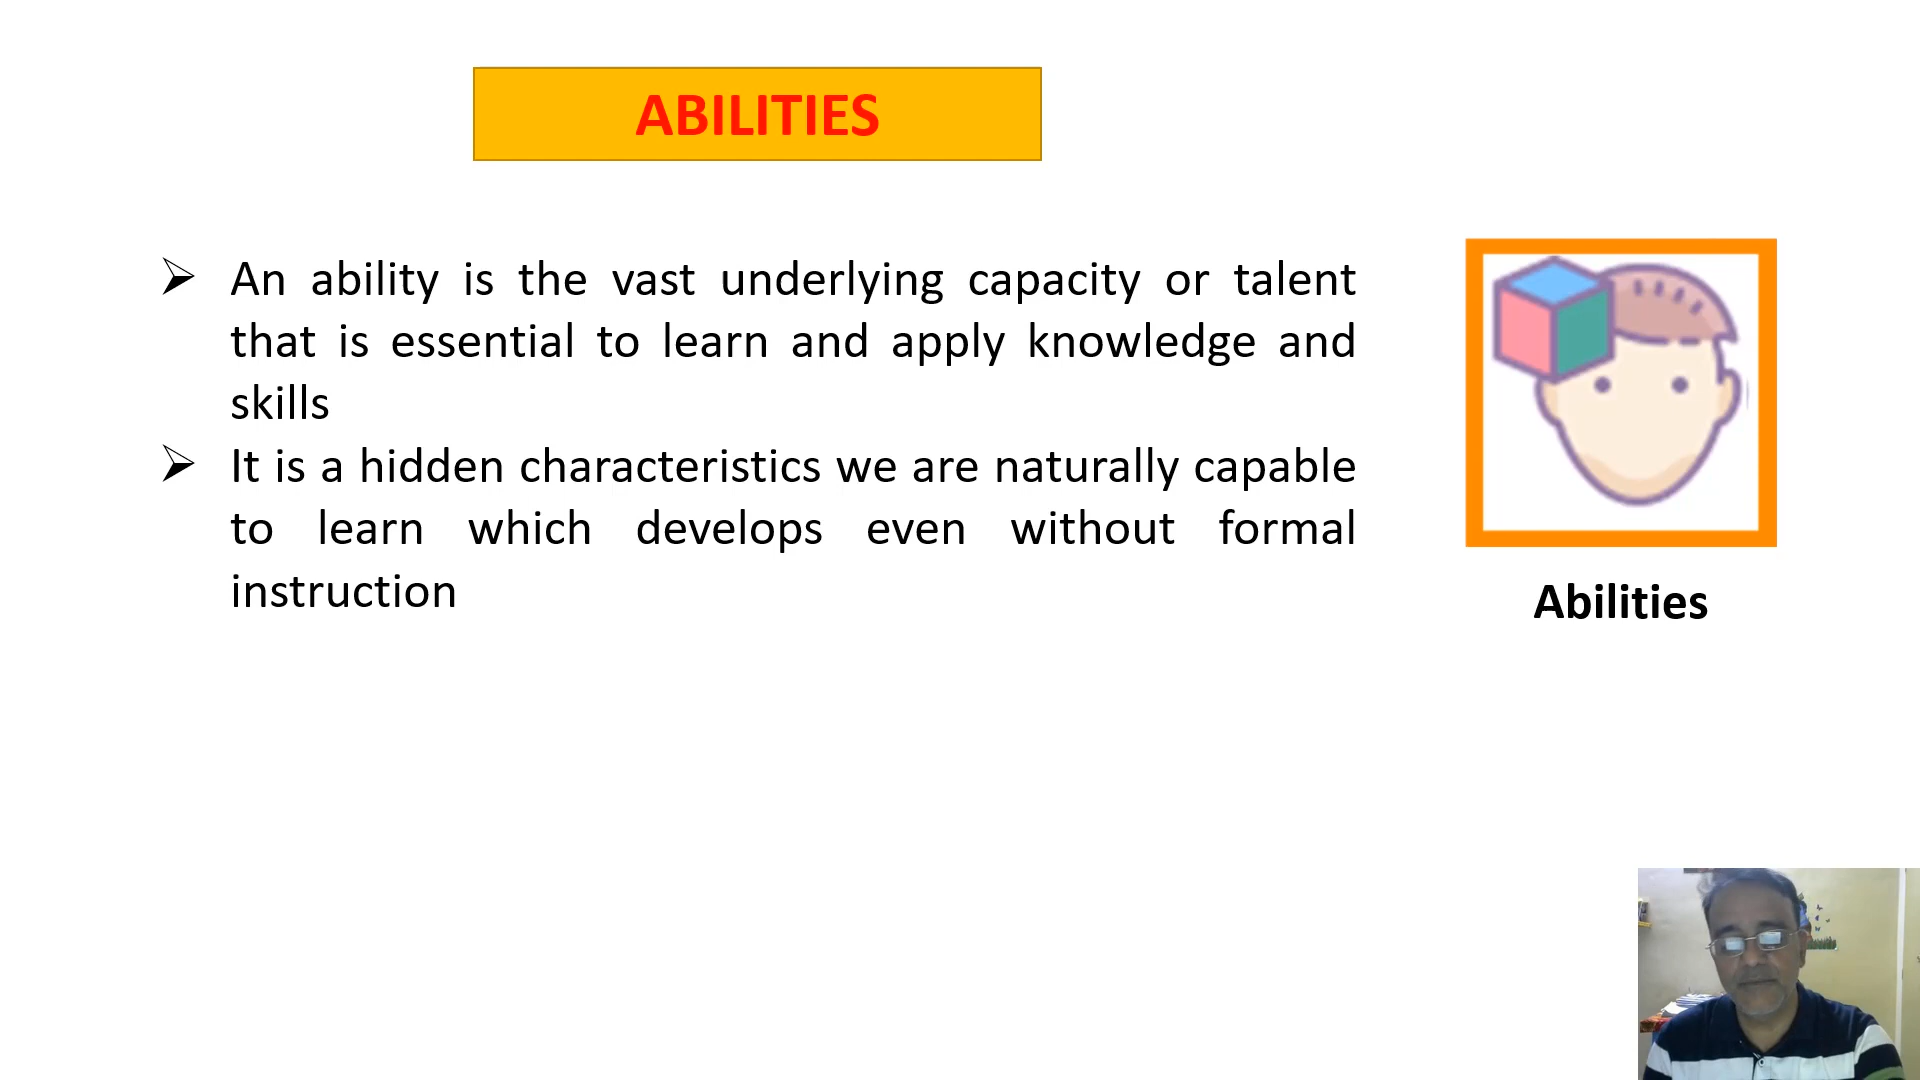 ABILITIES
An ability is the vast underlying capacity or talent
that is essential to learn and apply knowledge and
skills
It is a hidden characteristics we are naturally capable
to learn which develops even without formal
instruction
Abilities